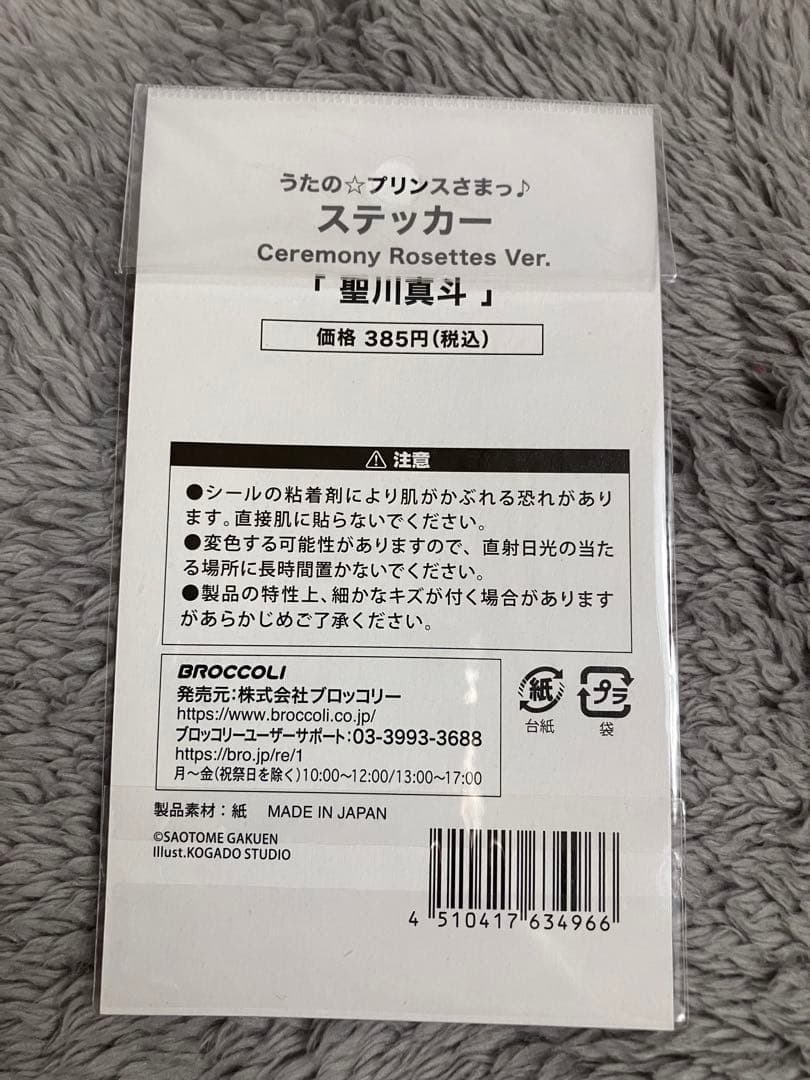 うたの☆プリンスさまっ♪
ステッカー
Ceremony Rosettes Ver.
「 聖川真斗 」
価格 385円(税込)
⚠ 注意
●シールの粘着剤により肌がかぶれる恐れがあり
ます。直接肌に貼らないでください。
●変色する可能性がありますので、直射日光の当た
る場所に長時間置かないでください。
●製品の特性上、細かなキズが付く場合があります
があらかじめご了承ください。
BROCCOLI
発売元:株式会社ブロッコリー
https://www.broccoli.co.jp/
ブロッコリーユーザーサポート:03-3993-3688
https://bro.jp/re/1
月〜金(祝祭日を除く)10:00〜12:00/13:00〜17:00
紙
台紙
プラ
袋
製品素材:紙 MADE IN JAPAN
©SAOTOME GAKUEN
Illust.KOGADO STUDIO
4 510417 634966